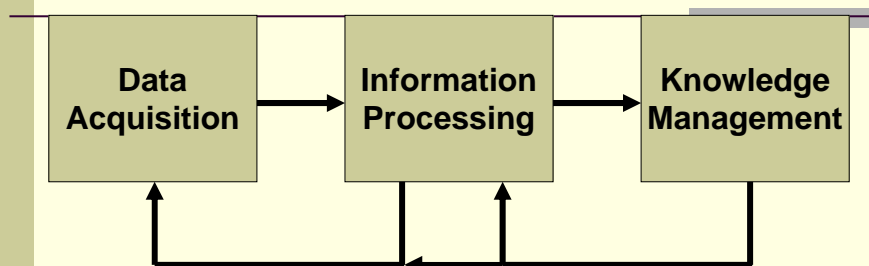 Data
Acquisition
Information
Processing
Knowledge
Management